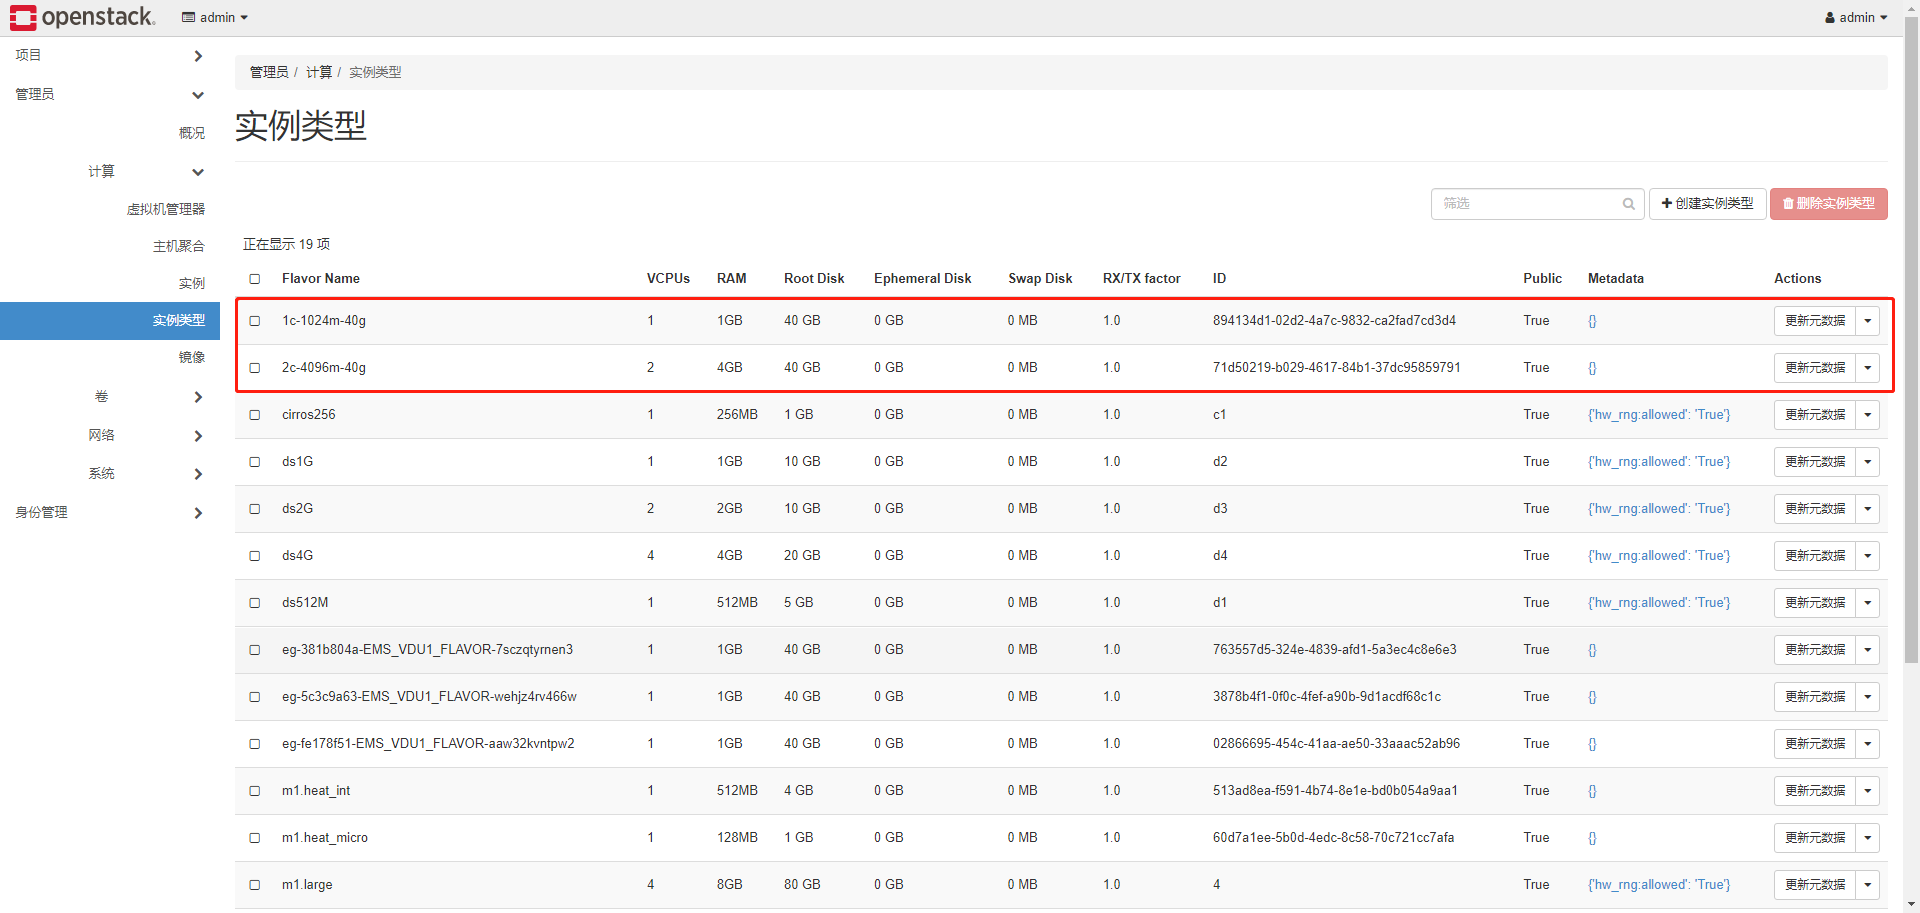 openstack. admin admin
项目
管理员
概况
计算
虚拟机管理器
主机聚合
实例
实例类型
镜像
卷
网络
系统
身份管理
管理员 / 计算 / 实例类型
实例类型
筛选 创建实例类型 删除实例类型
正在显示 19 项
Flavor Name VCPUs RAM Root Disk Ephemeral Disk Swap Disk RX/TX factor ID Public Metadata Actions
1c-1024m-40g 1 1GB 40 GB 0 GB 0 MB 1.0 894134d1-02d2-4a7c-9832-ca2fad7cd3d4 True {} 更新元数据
2c-4096m-40g 2 4GB 40 GB 0 GB 0 MB 1.0 71d50219-b029-4617-84b1-37dc95859791 True {} 更新元数据
cirros256 1 256MB 1 GB 0 GB 0 MB 1.0 c1 True {'hw_rng:allowed': 'True'} 更新元数据
ds1G 1 1GB 10 GB 0 GB 0 MB 1.0 d2 True {'hw_rng:allowed': 'True'} 更新元数据
ds2G 2 2GB 10 GB 0 GB 0 MB 1.0 d3 True {'hw_rng:allowed': 'True'} 更新元数据
ds4G 4 4GB 20 GB 0 GB 0 MB 1.0 d4 True {'hw_rng:allowed': 'True'} 更新元数据
ds512M 1 512MB 5 GB 0 GB 0 MB 1.0 d1 True {'hw_rng:allowed': 'True'} 更新元数据
eg-381b804a-EMS_VDU1_FLAVOR-7sczqtyrnen3 1 1GB 40 GB 0 GB 0 MB 1.0 763557d5-324e-4839-afd1-5a3ec4c8e6e3 True {} 更新元数据
eg-5c3c9a63-EMS_VDU1_FLAVOR-wehjz4rv466w 1 1GB 40 GB 0 GB 0 MB 1.0 3878b4f1-0f0c-4fef-a90b-9d1acdf68c1c True {} 更新元数据
eg-fe178f51-EMS_VDU1_FLAVOR-aaw32kvntpw2 1 1GB 40 GB 0 GB 0 MB 1.0 02866695-454c-41aa-ae50-33aaac52ab96 True {} 更新元数据
m1.heat_int 1 512MB 4 GB 0 GB 0 MB 1.0 513ad8ea-f591-4b74-8e1e-bd0b054a9aa1 True {} 更新元数据
m1.heat_micro 1 128MB 1 GB 0 GB 0 MB 1.0 60d7a1ee-5b0d-4edc-8c58-70c721cc7afa True {} 更新元数据
m1.large 4 8GB 80 GB 0 GB 0 MB 1.0 4 True {'hw_rng:allowed': 'True'} 更新元数据